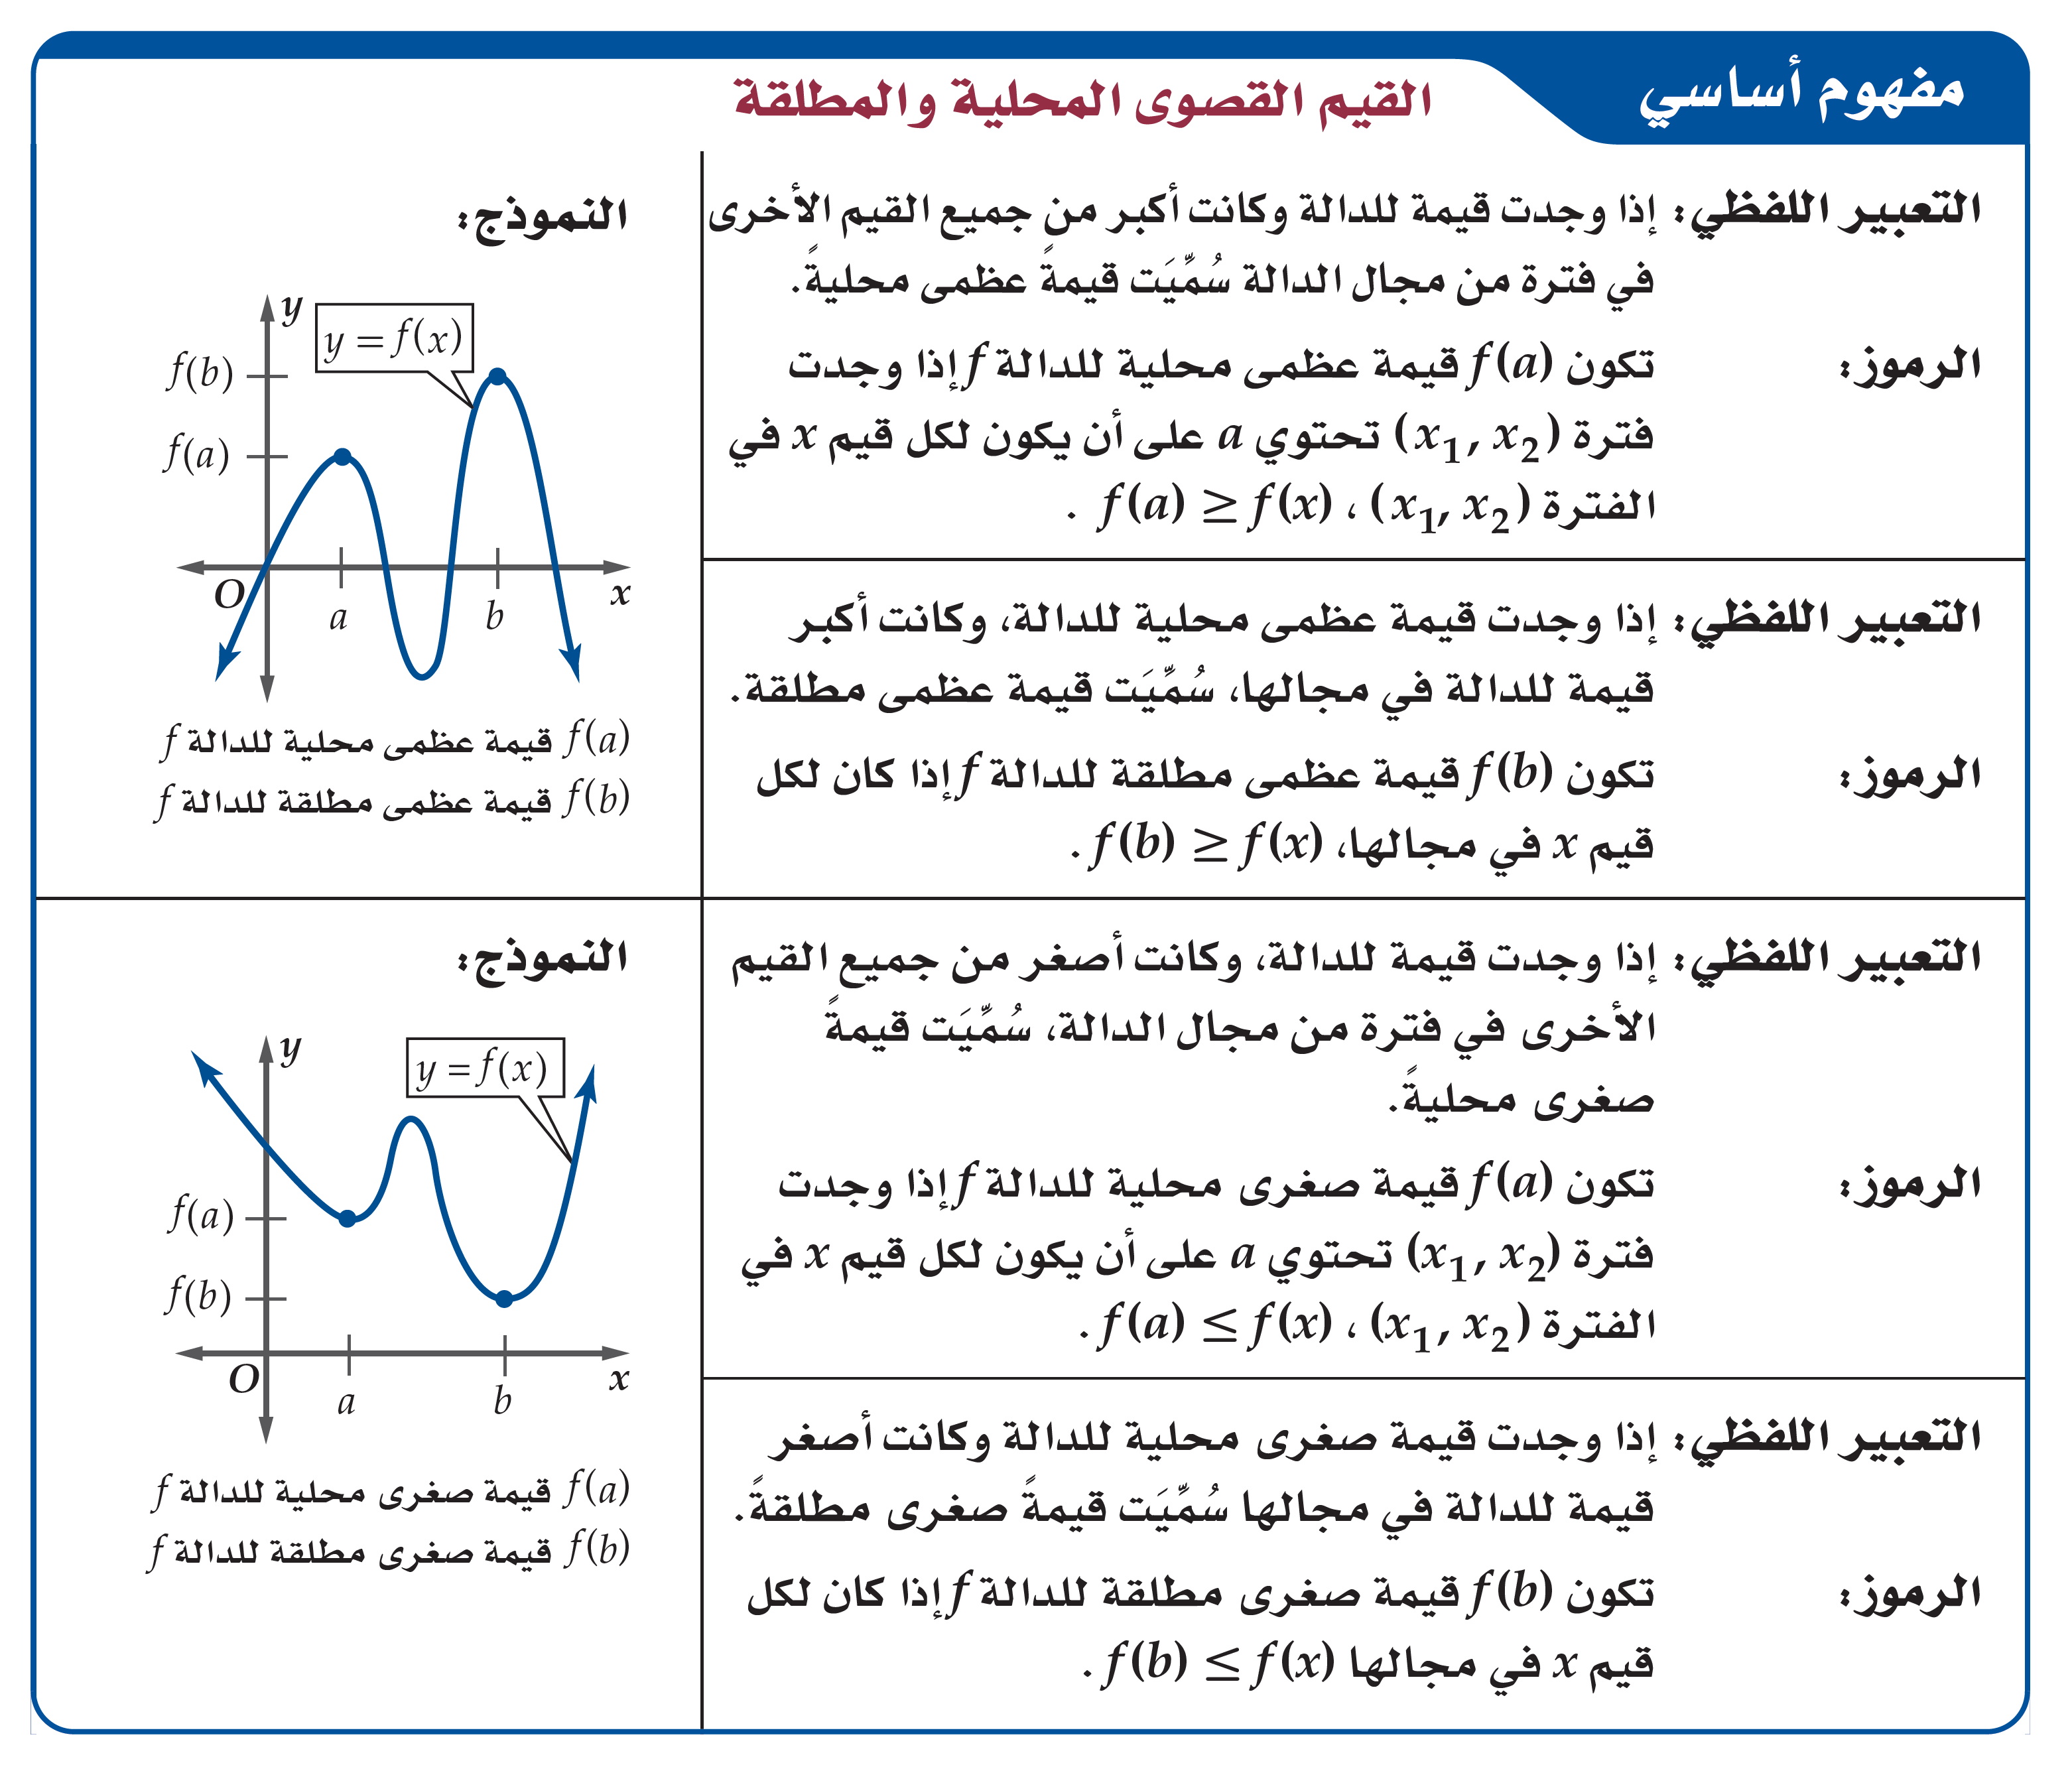 مفهوم أساسي
القيم القصوى المحلية والمطلقة
التعبير اللفظي: إذا وجدت قيمة للدالة وكانت أكبر من جميع القيم الأخرى
في فترة من مجال الدالة سُمِّيَت قيمةً عظمى محليةً.
الرموز: تكون f(a) قيمة عظمى محلية للدالة f إذا وجدت
فترة (x₁, x₂) تحتوي a على أن يكون لكل قيم x في
الفترة (x₁, x₂) ، f(a) ≥ f(x) .
التعبير اللفظي: إذا وجدت قيمة عظمى محلية للدالة، وكانت أكبر
قيمة للدالة في مجالها، سُمِّيَت قيمة عظمى مطلقة.
الرموز: تكون f(b) قيمة عظمى مطلقة للدالة f إذا كان لكل
قيم x في مجالها، f(b) ≥ f(x) .
النموذج:
y
y = f(x)
f(b)
f(a)
O
a
b
x
f(a) قيمة عظمى محلية للدالة f
f(b) قيمة عظمى مطلقة للدالة f
التعبير اللفظي: إذا وجدت قيمة للدالة، وكانت أصغر من جميع القيم
الأخرى في فترة من مجال الدالة، سُمِّيَت قيمةً
صغرى محليةً.
الرموز: تكون f(a) قيمة صغرى محلية للدالة f إذا وجدت
فترة (x₁, x₂) تحتوي a على أن يكون لكل قيم x في
الفترة (x₁, x₂) ، f(a) ≤ f(x) .
التعبير اللفظي: إذا وجدت قيمة صغرى محلية للدالة وكانت أصغر
قيمة للدالة في مجالها سُمِّيَت قيمةً صغرى مطلقةً.
الرموز: تكون f(b) قيمة صغرى مطلقة للدالة f إذا كان لكل
قيم x في مجالها f(b) ≤ f(x) .
النموذج:
y
y = f(x)
f(a)
f(b)
O
a
b
x
f(a) قيمة صغرى محلية للدالة f
f(b) قيمة صغرى مطلقة للدالة f